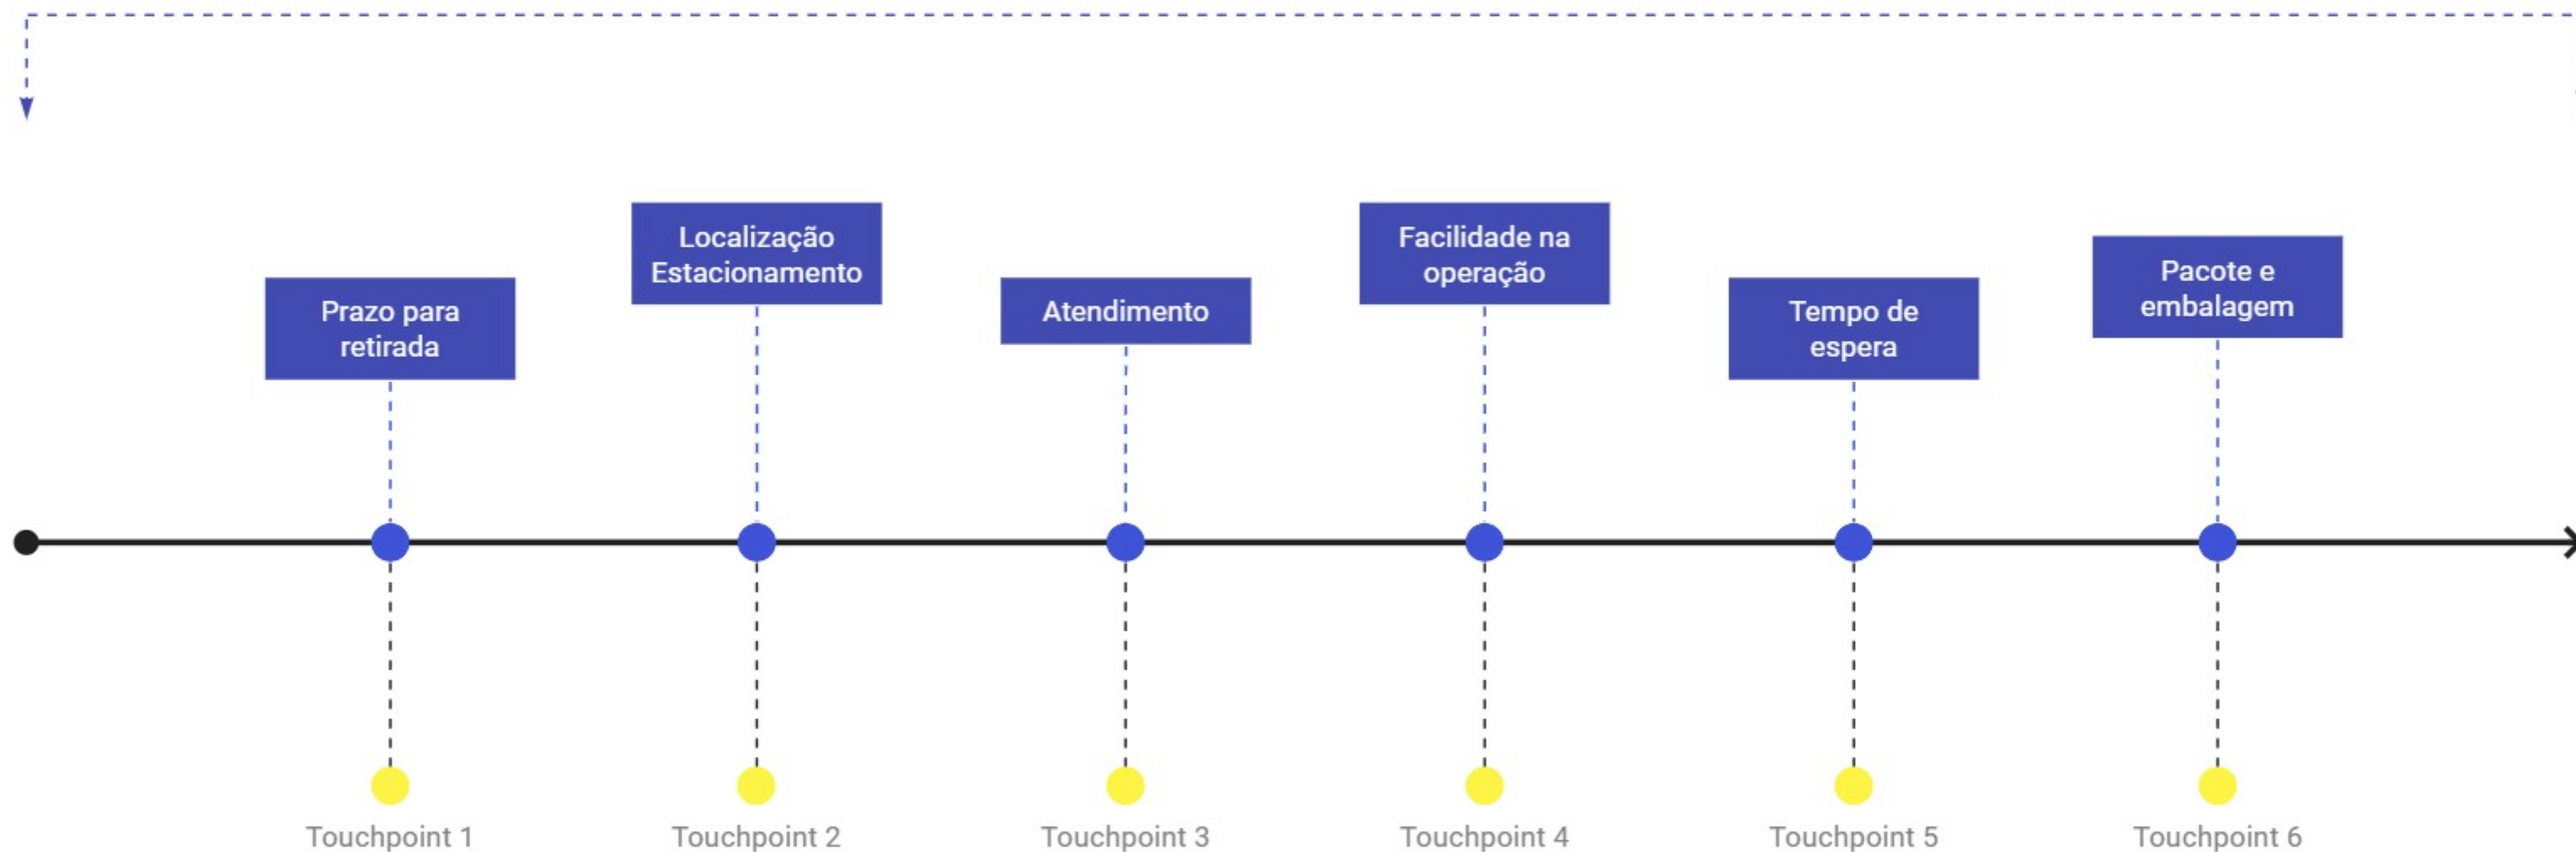 Prazo para
retirada
Localização
Estacionamento
Atendimento
Facilidade na
operação
Tempo de
espera
Pacote e
embalagem
Touchpoint 1
Touchpoint 2
Touchpoint 3
Touchpoint 4
Touchpoint 5
Touchpoint 6